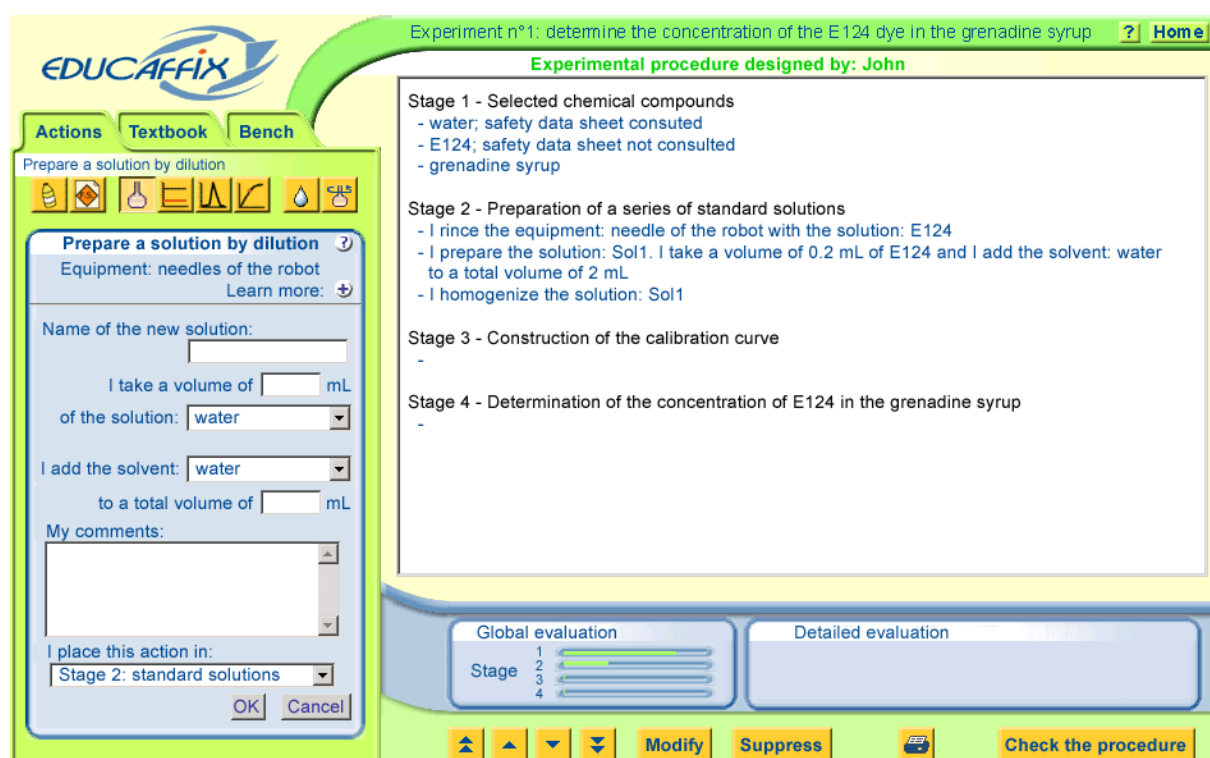 Experiment n°1: determine the concentration of the E124 dye in the grenadine syrup ? Home
EDUCAFFIX
Experimental procedure designed by: John
Actions Textbook Bench
Prepare a solution by dilution
Prepare a solution by dilution ?
Equipment: needles of the robot
Learn more:
Name of the new solution:
I take a volume of mL
of the solution: water
I add the solvent: water
to a total volume of mL
My comments:
I place this action in:
Stage 2: standard solutions
OK Cancel
Stage 1 - Selected chemical compounds
- water; safety data sheet consuted
- E124; safety data sheet not consulted
- grenadine syrup
Stage 2 - Preparation of a series of standard solutions
- I rince the equipment: needle of the robot with the solution: E124
- I prepare the solution: Sol1. I take a volume of 0.2 mL of E124 and I add the solvent: water
to a total volume of 2 mL
- I homogenize the solution: Sol1
Stage 3 - Construction of the calibration curve
-
Stage 4 - Determination of the concentration of E124 in the grenadine syrup
-
Global evaluation
Stage
1
2
3
4
Detailed evaluation
Modify Suppress Check the procedure